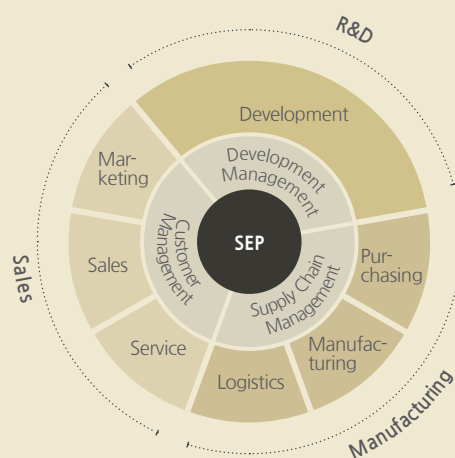 R&D
Development
Development
Management
Mar-
keting
Customer
Management
SEP
Supply Chain
Management
Pur-
chasing
Sales
Sales
Service
Logistics
Manufac-
turing
Manufacturing